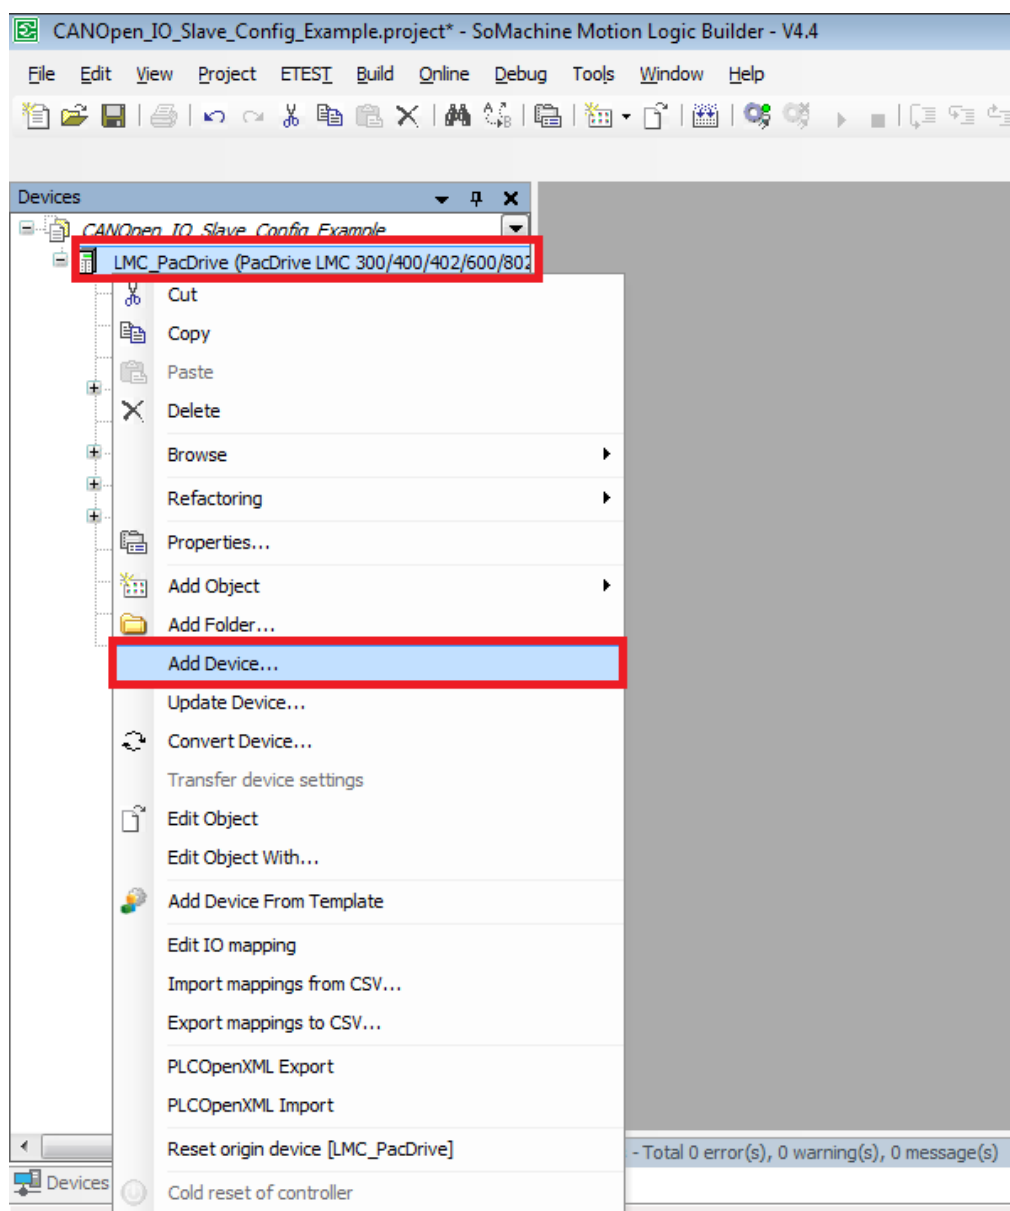 CANOpen_IO_Slave_Config_Example.project* - SoMachine Motion Logic Builder - V4.4
File Edit View Project ETEST Build Online Debug Tools Window Help
Devices
CANOpen_IO_Slave_Config_Example
LMC_PacDrive (PacDrive LMC 300/400/402/600/802
Cut
Copy
Paste
Delete
Browse
Refactoring
Properties...
Add Object
Add Folder...
Add Device...
Update Device...
Convert Device...
Transfer device settings
Edit Object
Edit Object With...
Add Device From Template
Edit IO mapping
Import mappings from CSV...
Export mappings to CSV...
PLCOpenXML Export
PLCOpenXML Import
Reset origin device [LMC_PacDrive]
- Total 0 error(s), 0 warning(s), 0 message(s)
Devices
Cold reset of controller